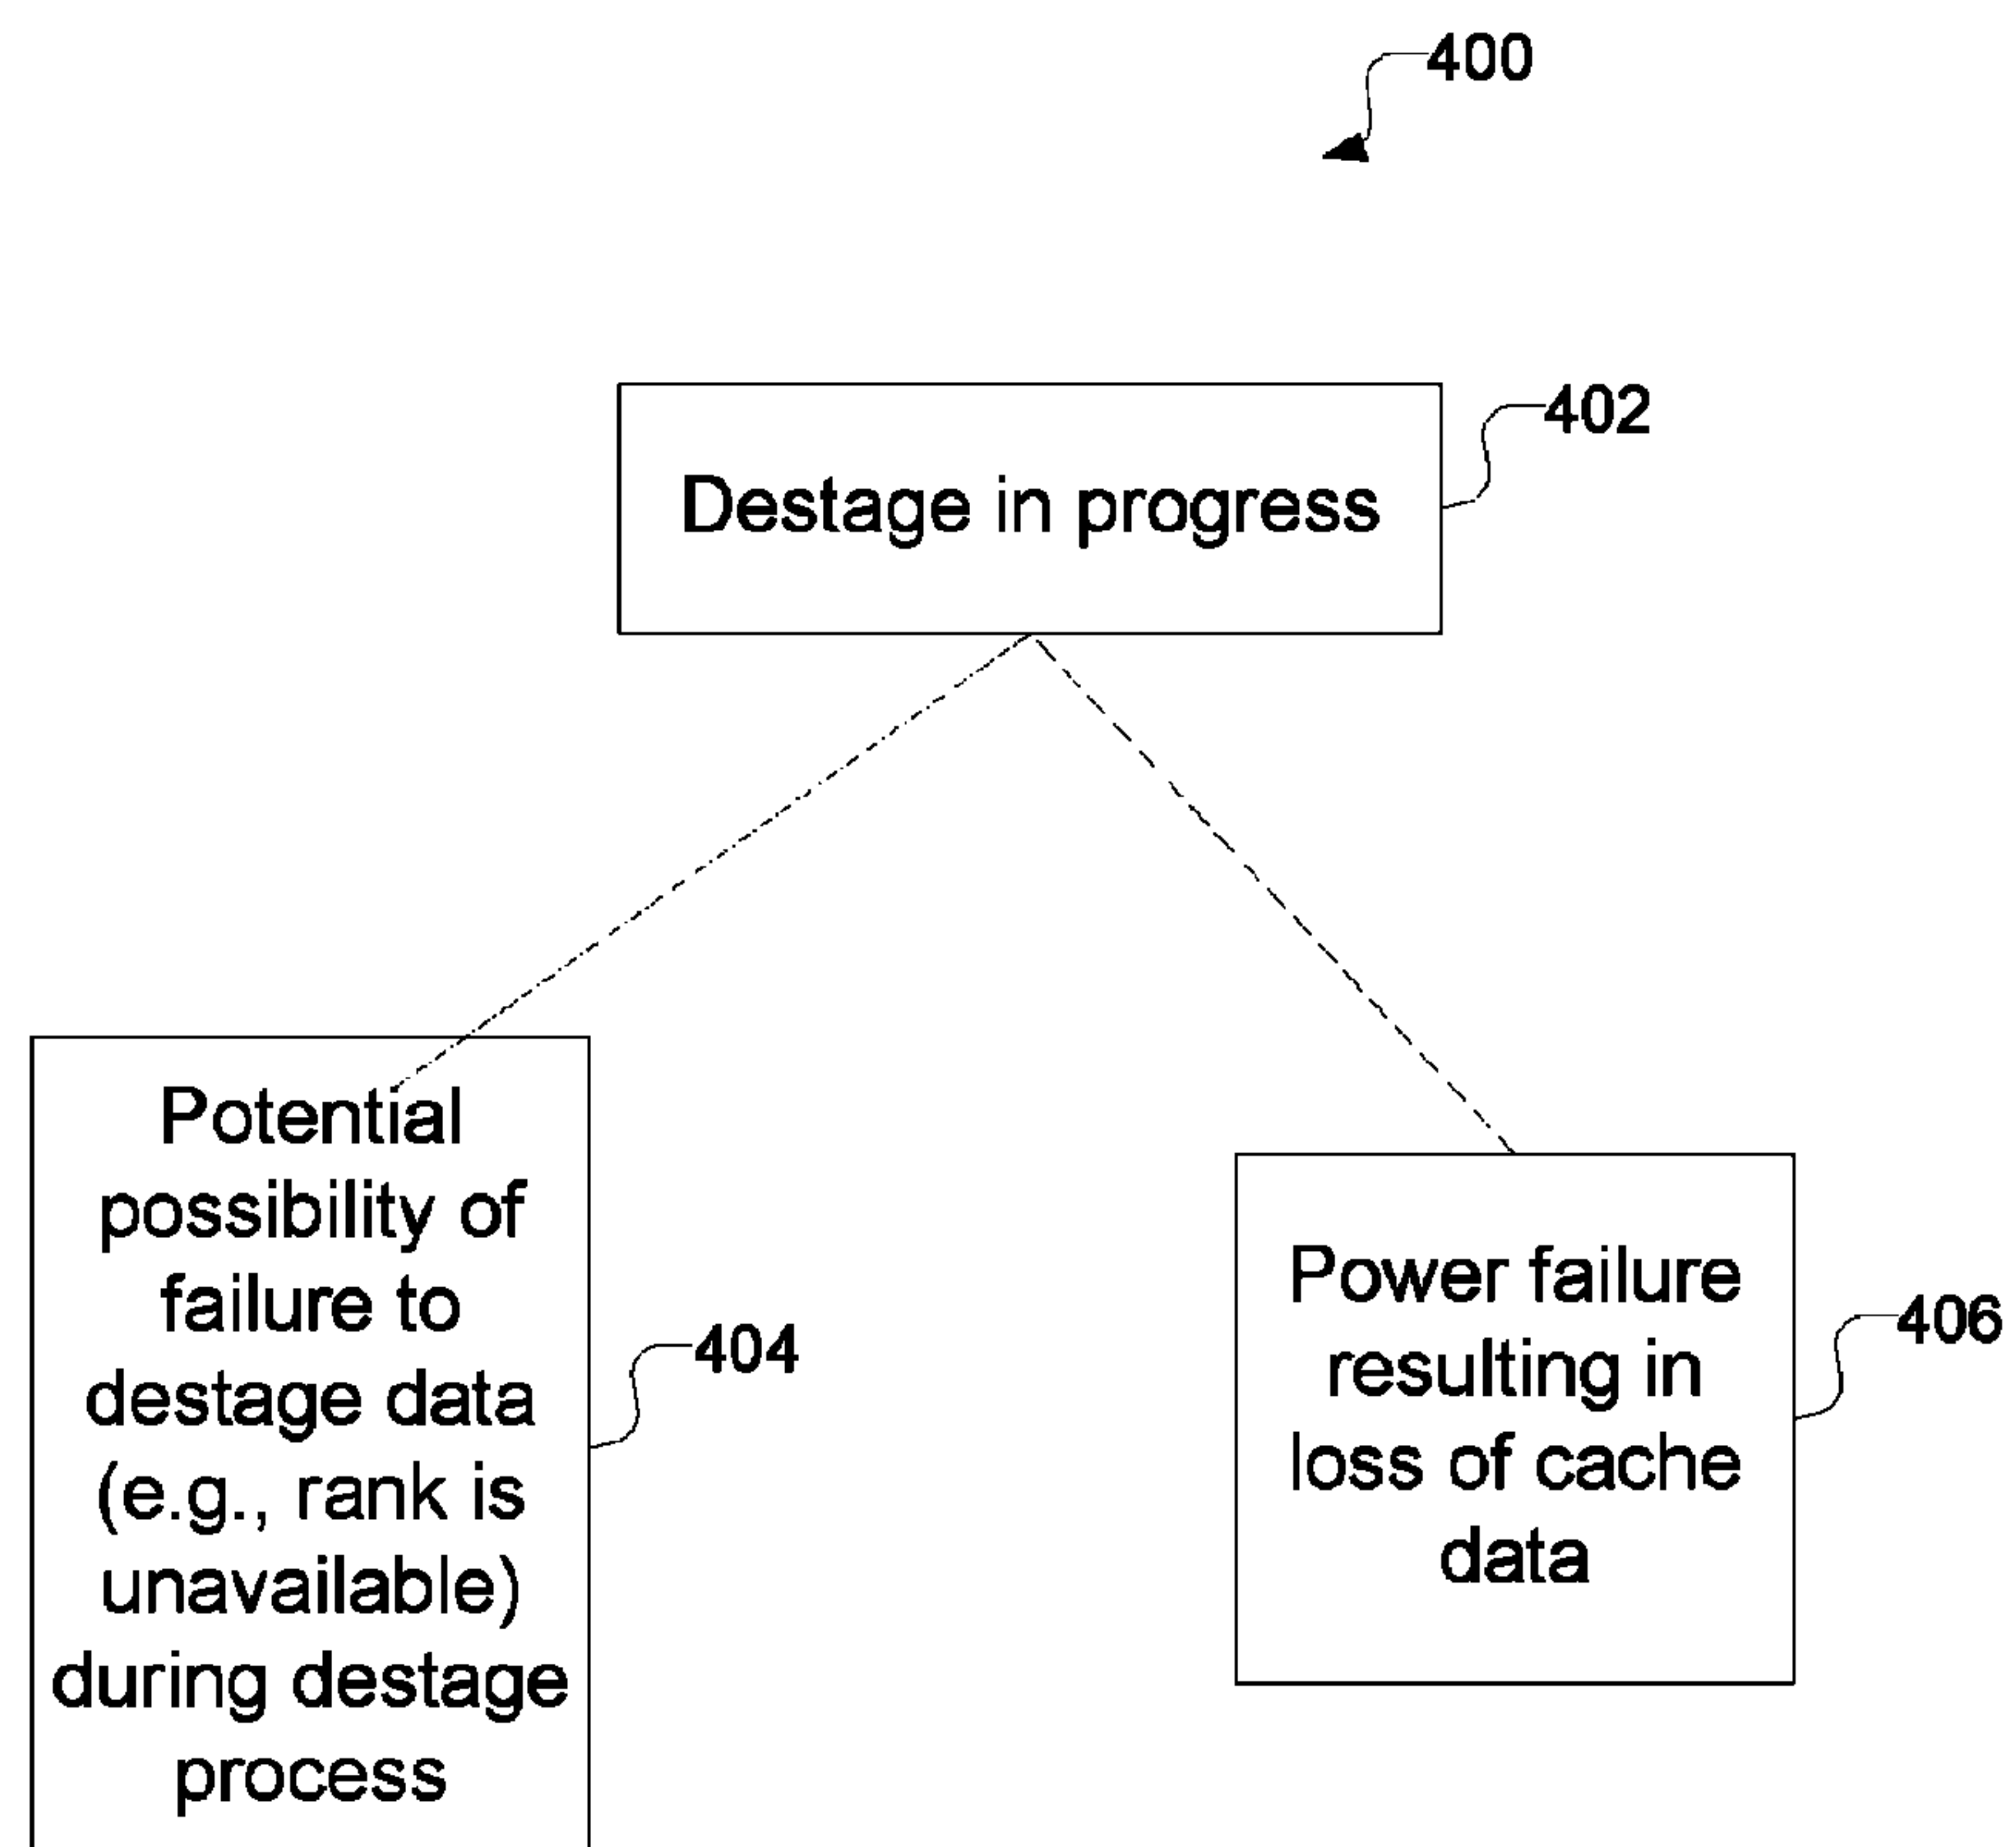 400
402
Destage in progress
Potential
possibility of
failure to
destage data
(e.g., rank is
unavailable)
during destage
process
404
Power failure
resulting in
loss of cache
data
406